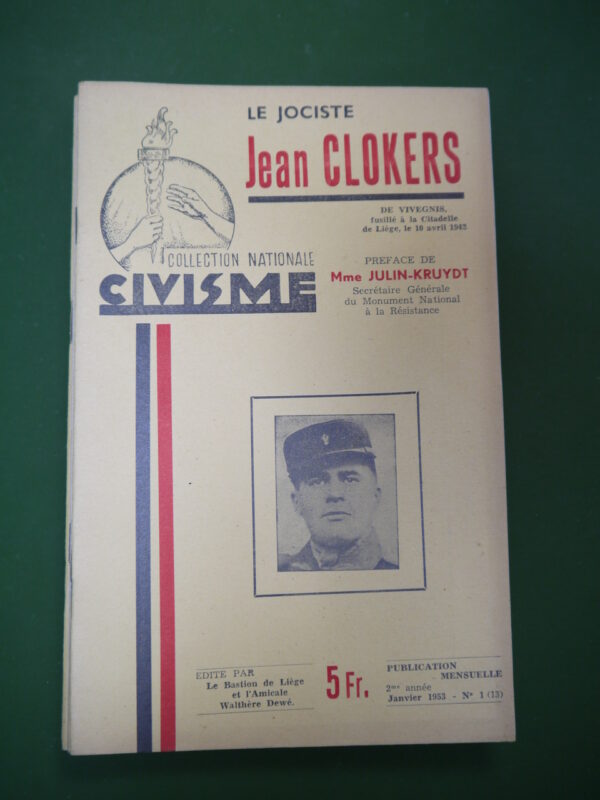 LE JOCISTE
Jean CLOKERS
DE VIVEGNIS,
fusillé à la Citadelle
de Liège, le 10 avril 1943
COLLECTION NATIONALE
CIVISME
PREFACE DE
Mme JULIN-KRUYDT
Secrétaire Générale
du Monument National
à la Résistance
EDITE PAR
Le Bastion de Liège
et l'Amicale
Walthère Dewé.
5 Fr.
PUBLICATION
MENSUELLE
2me année
Janvier 1953 - N° 1 (13)